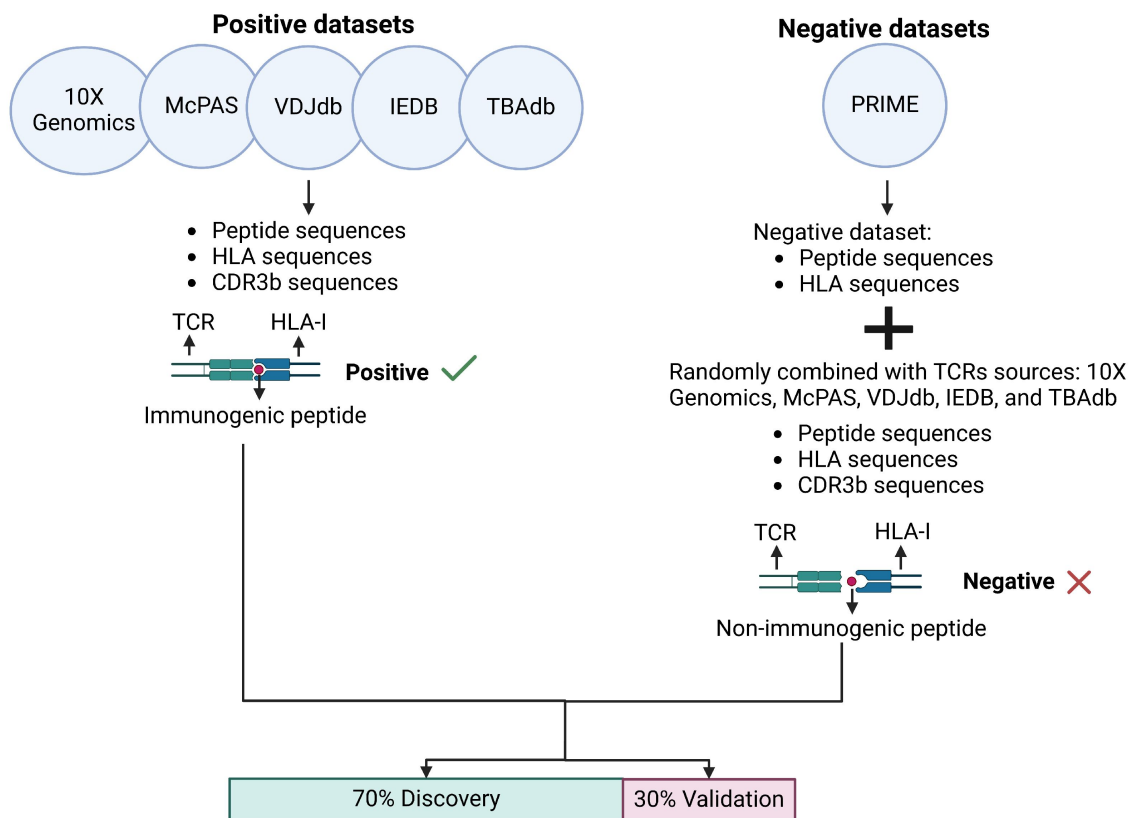 Positive datasets
10X
Genomics
McPAS
VDJdb
IEDB
TBAdb
• Peptide sequences
• HLA sequences
• CDR3b sequences
TCR
HLA-I
Positive
Immunogenic peptide
Negative datasets
PRIME
Negative dataset:
• Peptide sequences
• HLA sequences
Randomly combined with TCRs sources: 10X
Genomics, McPAS, VDJdb, IEDB, and TBAdb
• Peptide sequences
• HLA sequences
• CDR3b sequences
TCR
HLA-I
Negative
Non-immunogenic peptide
70% Discovery
30% Validation